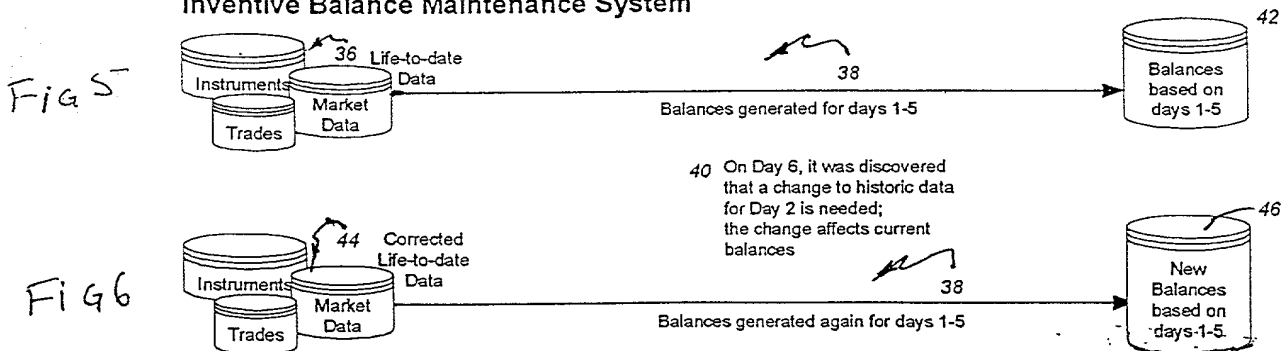 Inventive Balance Maintenance System
Fig 5
36 Life-to-date
Data
Instruments
Market
Data
Trades
38
Balances generated for days 1-5
42
Balances
based on
days 1-5
40 On Day 6, it was discovered
that a change to historic data
for Day 2 is needed;
the change affects current
balances
Fig 6
44 Corrected
Life-to-date
Data
Instruments
Market
Data
Trades
38
Balances generated again for days 1-5
46
New
Balances
based on
days 1-5